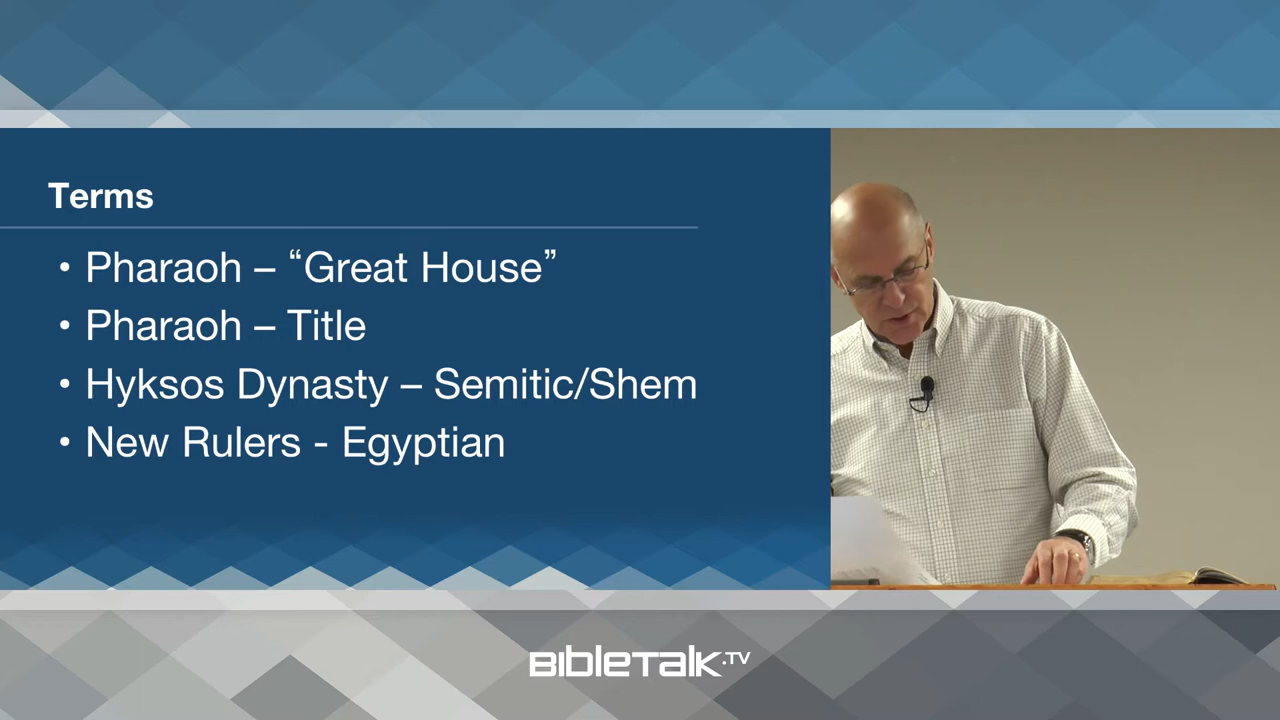 Terms
• Pharaoh – “Great House”
• Pharaoh – Title
• Hyksos Dynasty – Semitic/Shem
• New Rulers - Egyptian
BIBLETALK.TV